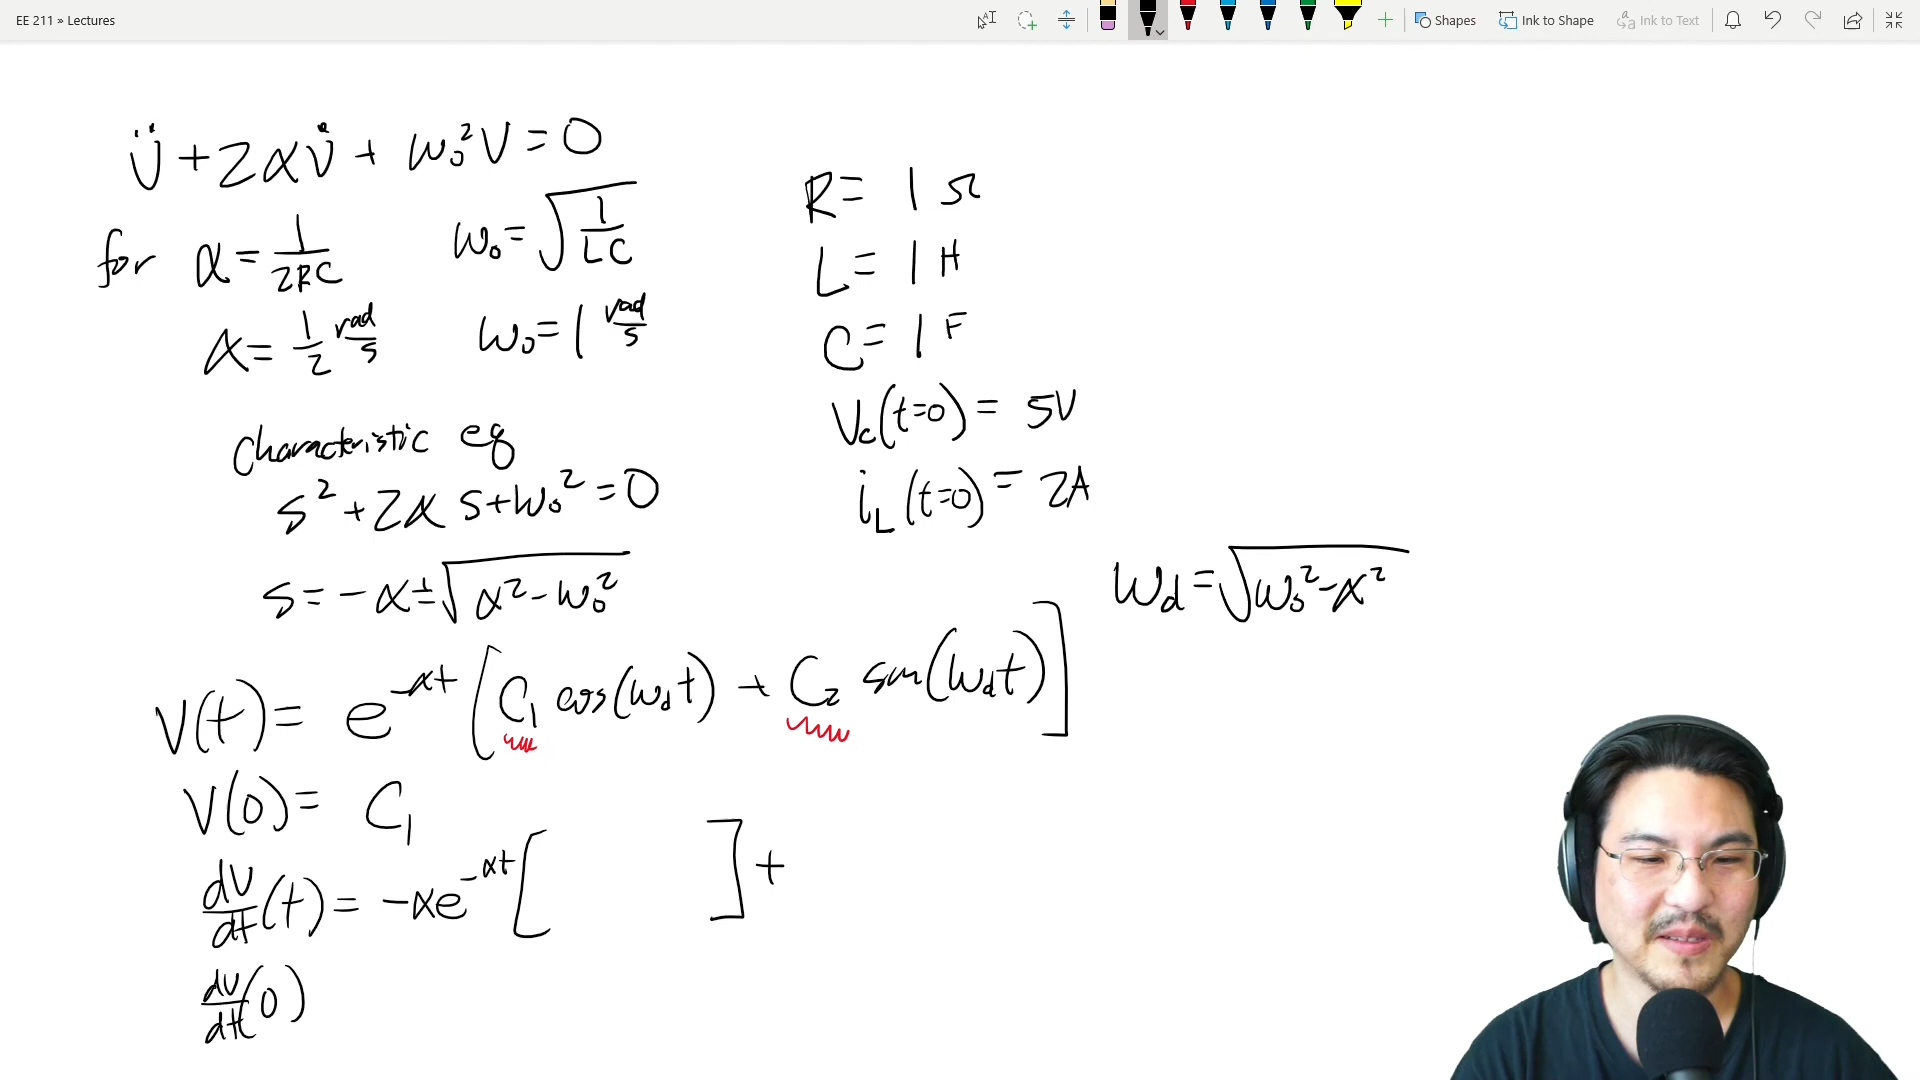 EE 211 » Lectures
Shapes Ink to Shape Ink to Text
v̈ + 2αv̇ + ω₀²v = 0
for α = 1/2RC ω₀ = √(1/LC)
α = 1/2 rad/s ω₀ = 1 rad/s
R = 1 Ω
L = 1 H
C = 1 F
Vc(t=0) = 5V
iL(t=0) = 2A
Characteristic eq
s² + 2αs + ω₀² = 0
s = -α ± √(α² - ω₀²)
ωd = √(ω₀² - α²)
v(t) = e^(-αt) [C₁ cos(ωd t) + C₂ sin(ωd t)]
v(0) = C₁
dv/dt (t) = -αe^(-αt) [ ] +
dv/dt (0)